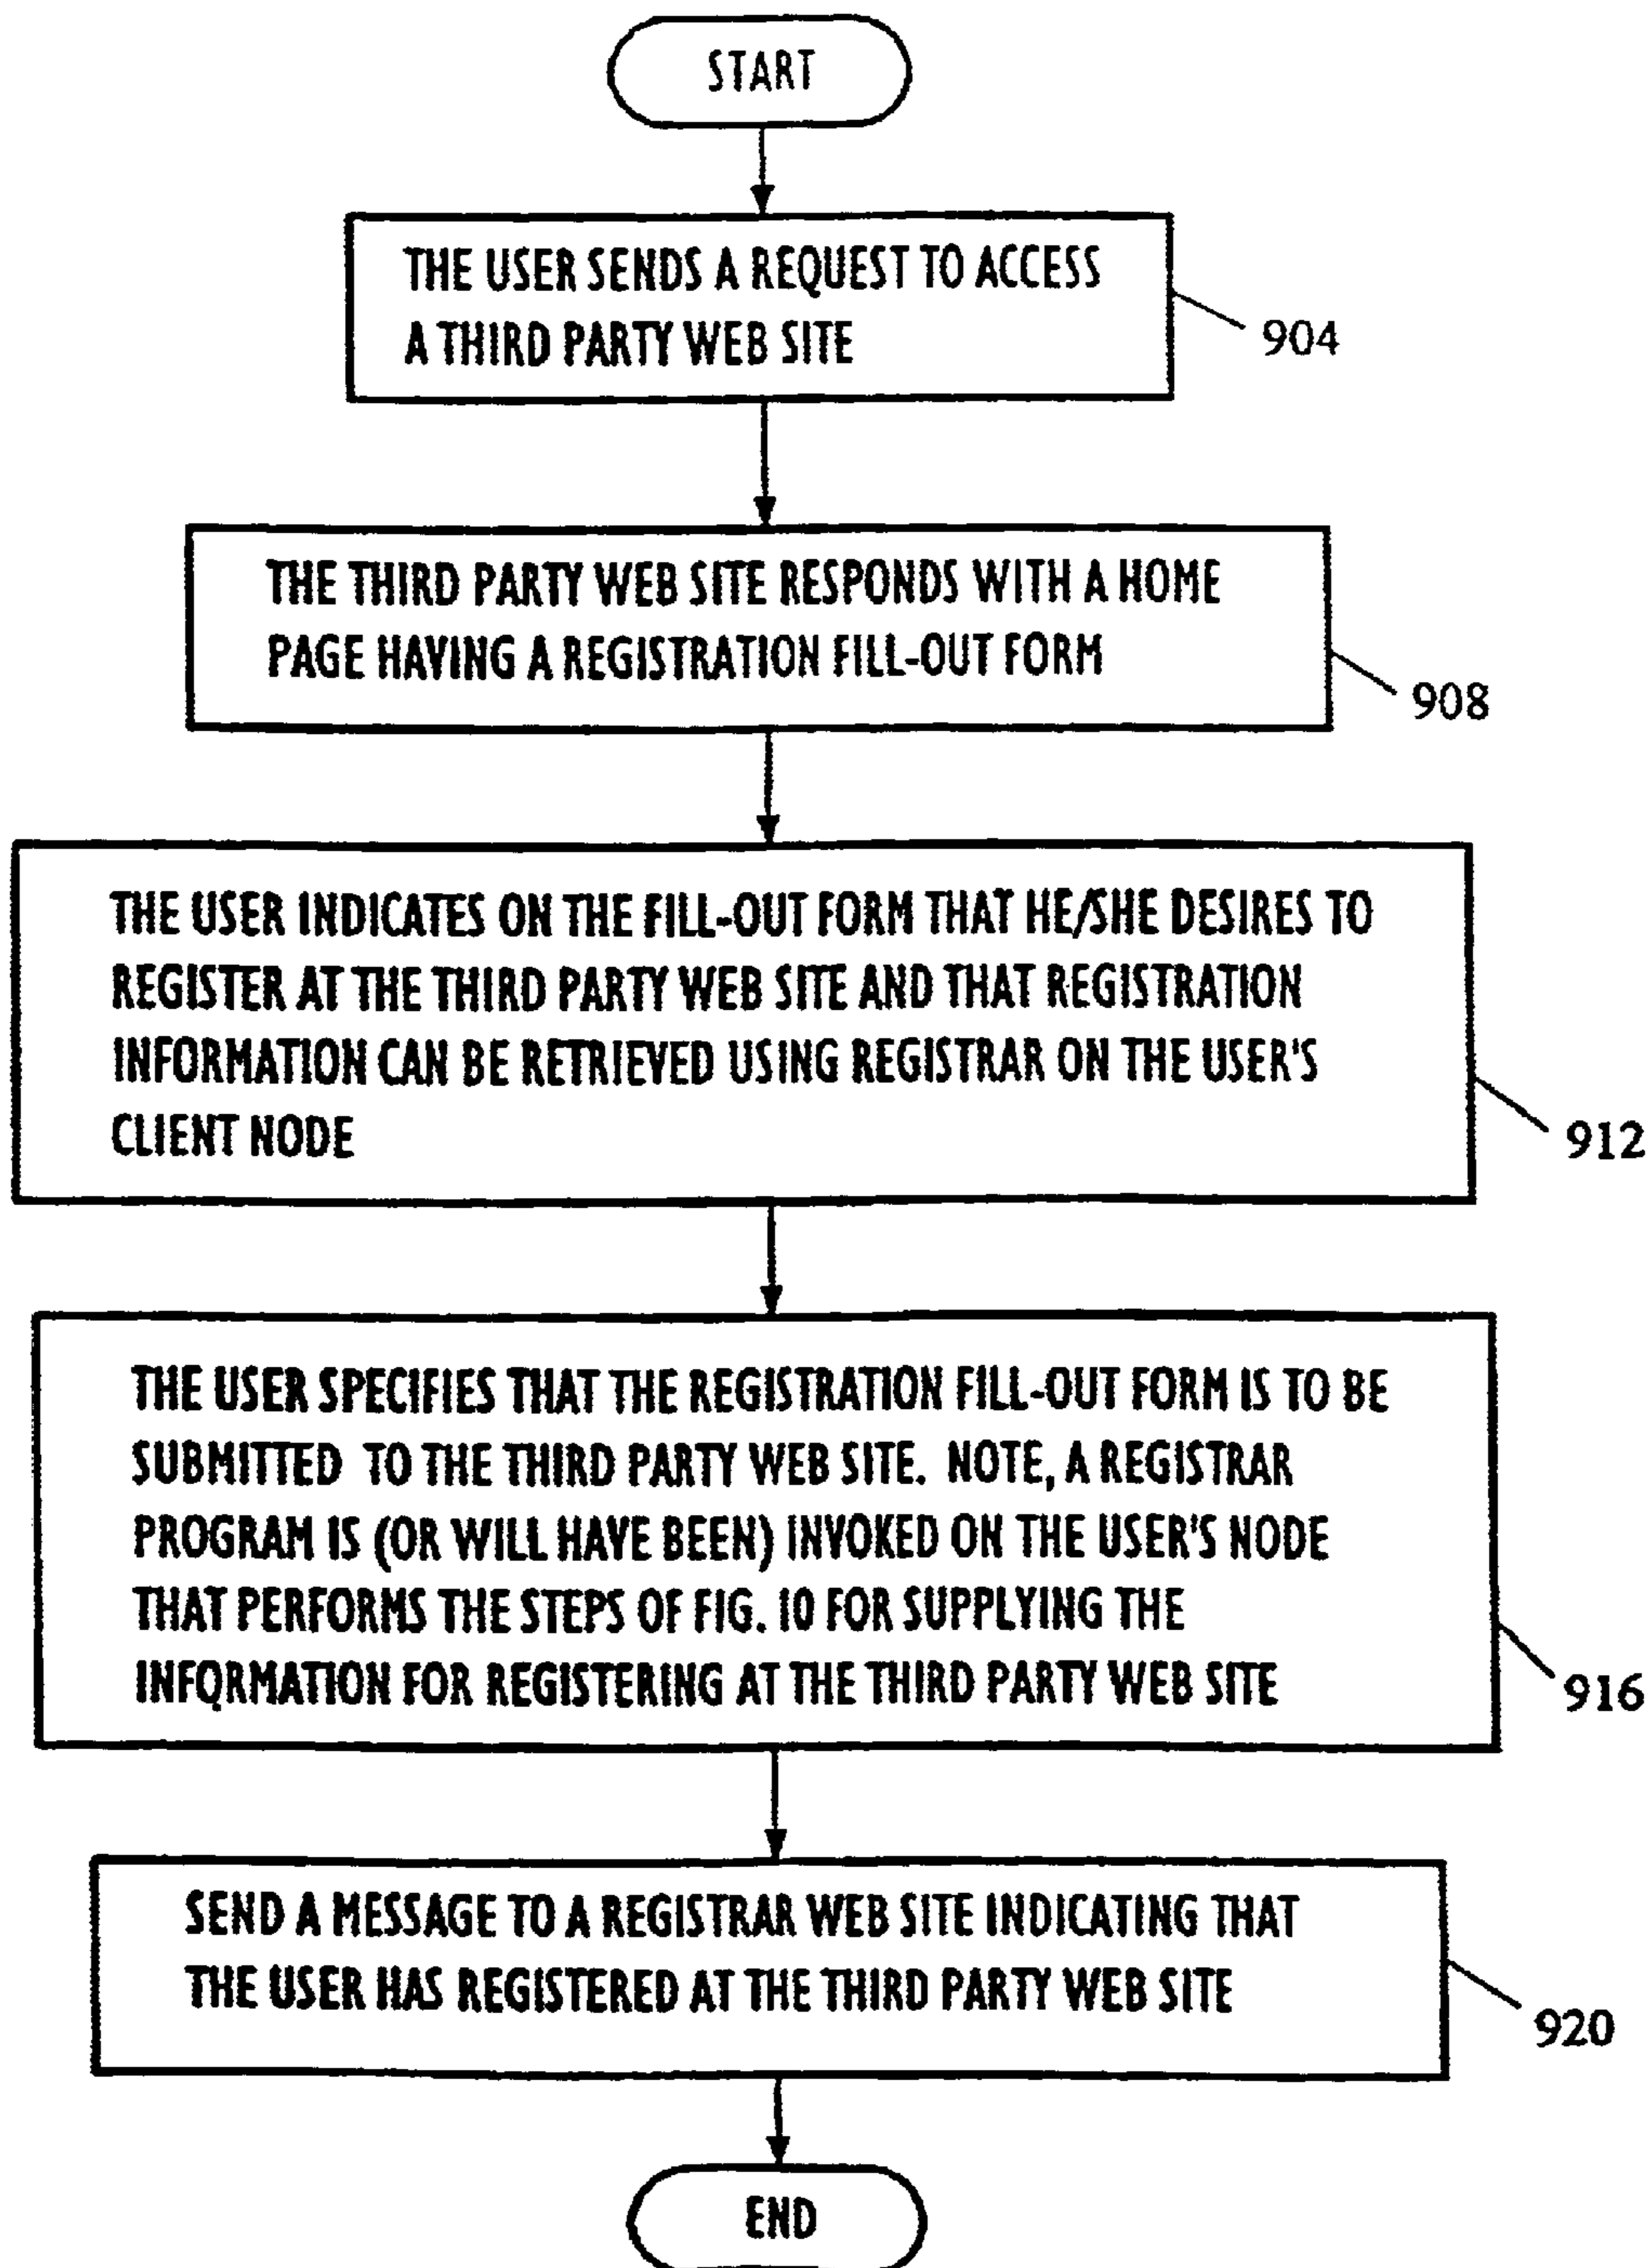 START
THE USER SENDS A REQUEST TO ACCESS
A THIRD PARTY WEB SITE
904
THE THIRD PARTY WEB SITE RESPONDS WITH A HOME
PAGE HAVING A REGISTRATION FILL-OUT FORM
908
THE USER INDICATES ON THE FILL-OUT FORM THAT HE/SHE DESIRES TO
REGISTER AT THE THIRD PARTY WEB SITE AND THAT REGISTRATION
INFORMATION CAN BE RETRIEVED USING REGISTRAR ON THE USER'S
CLIENT NODE
912
THE USER SPECIFIES THAT THE REGISTRATION FILL-OUT FORM IS TO BE
SUBMITTED TO THE THIRD PARTY WEB SITE. NOTE, A REGISTRAR
PROGRAM IS (OR WILL HAVE BEEN) INVOKED ON THE USER'S NODE
THAT PERFORMS THE STEPS OF FIG. 10 FOR SUPPLYING THE
INFORMATION FOR REGISTERING AT THE THIRD PARTY WEB SITE
916
SEND A MESSAGE TO A REGISTRAR WEB SITE INDICATING THAT
THE USER HAS REGISTERED AT THE THIRD PARTY WEB SITE
920
END